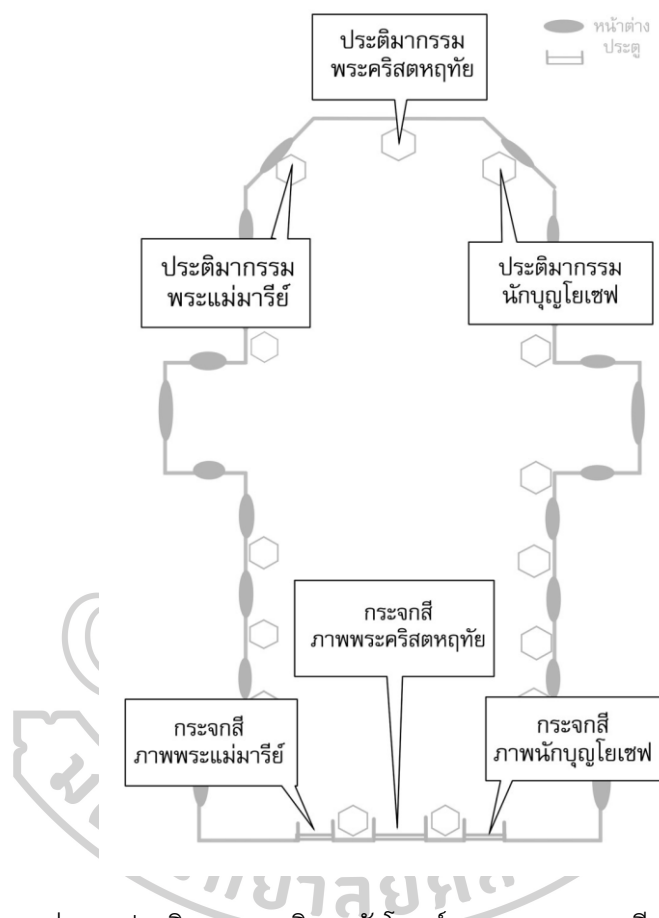 หน้าต่าง
ประตู
ประติมากรรม
พระคริสตหฤทัย
ประติมากรรม
พระแม่มารีย์
ประติมากรรม
นักบุญโยเซฟ
กระจกสี
ภาพพระคริสตหฤทัย
กระจกสี
ภาพพระแม่มารีย์
กระจกสี
ภาพนักบุญโยเซฟ